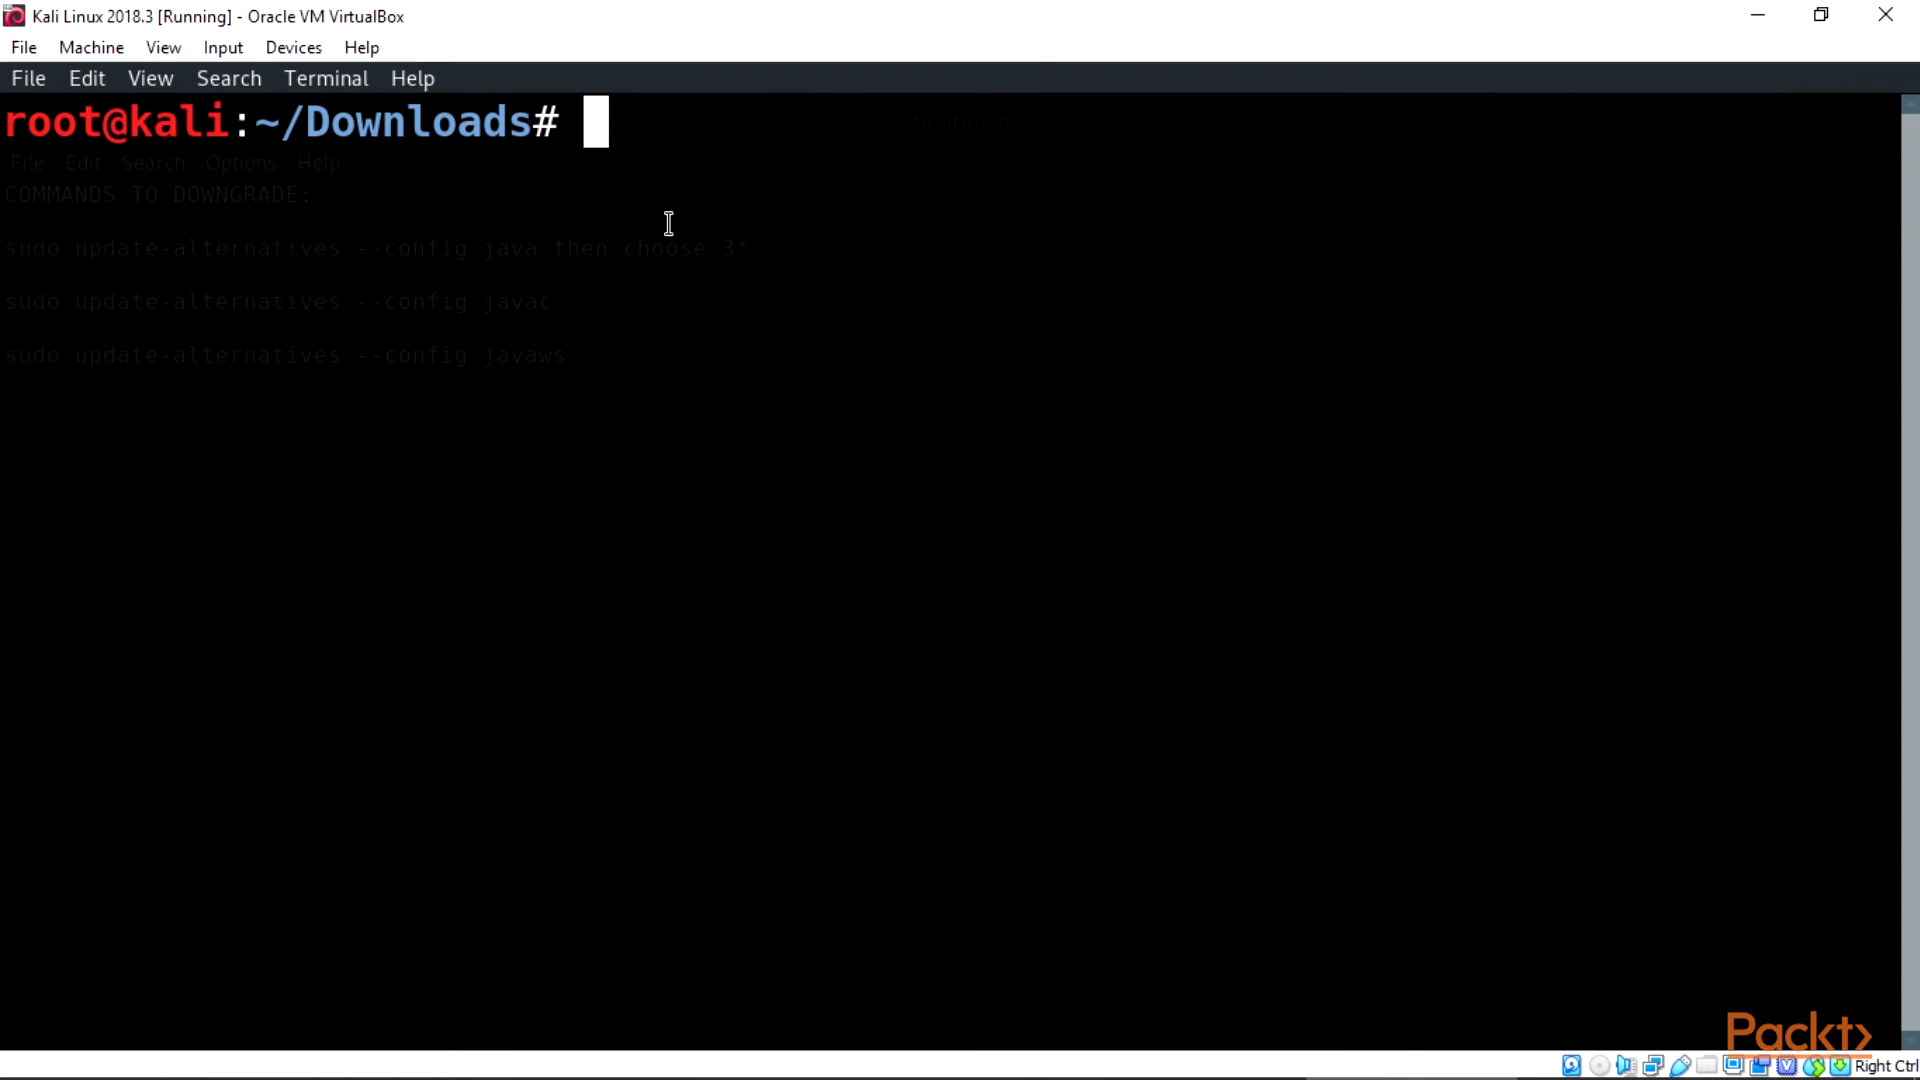 Kali Linux 2018.3 [Running] - Oracle VM VirtualBox
File Machine View Input Devices Help
File Edit View Search Terminal Help
root@kali:~/Downloads#
File Edit Search Options Help
COMMANDS TO DOWNGRADE:
sudo update-alternatives --config java then choose 3*
sudo update-alternatives --config javac
sudo update-alternatives --config javaws
Packt>
Right Ctrl